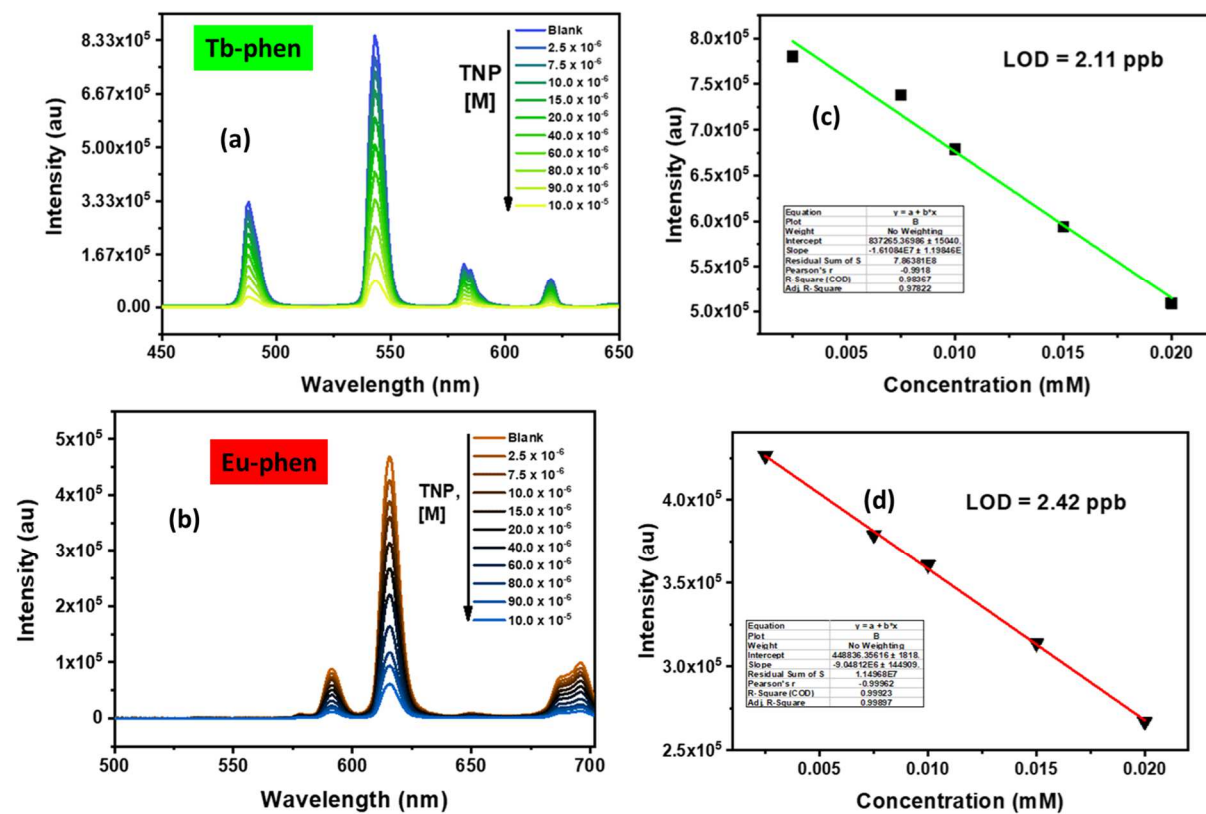 Tb-phen
(a)
Intensity (au)
8.33x10⁵
6.67x10⁵
5.00x10⁵
3.33x10⁵
1.67x10⁵
0.00
450 500 550 600 650
Wavelength (nm)
TNP
[M]
Blank
2.5 x 10⁻⁶
7.5 x 10⁻⁶
10.0 x 10⁻⁶
15.0 x 10⁻⁶
20.0 x 10⁻⁶
40.0 x 10⁻⁶
60.0 x 10⁻⁶
80.0 x 10⁻⁶
90.0 x 10⁻⁶
10.0 x 10⁻⁵
(c)
LOD = 2.11 ppb
Intensity (au)
8.0x10⁵
7.5x10⁵
7.0x10⁵
6.5x10⁵
6.0x10⁵
5.5x10⁵
5.0x10⁵
Equation y = a + b*x
Plot B
Weight No Weighting
Intercept 837265.36986 ± 15040.
Slope -1.61084E7 ± 1.19846E
Residual Sum of S 7.86381E8
Pearson's r -0.9918
R-Square (COD) 0.98367
Adj. R-Square 0.97822
0.005 0.010 0.015 0.020
Concentration (mM)
Eu-phen
(b)
Intensity (au)
5x10⁵
4x10⁵
3x10⁵
2x10⁵
1x10⁵
0
500 550 600 650 700
Wavelength (nm)
TNP,
[M]
Blank
2.5 x 10⁻⁶
7.5 x 10⁻⁶
10.0 x 10⁻⁶
15.0 x 10⁻⁶
20.0 x 10⁻⁶
40.0 x 10⁻⁶
60.0 x 10⁻⁶
80.0 x 10⁻⁶
90.0 x 10⁻⁶
10.0 x 10⁻⁵
(d)
LOD = 2.42 ppb
Intensity (au)
4.0x10⁵
3.5x10⁵
3.0x10⁵
2.5x10⁵
Equation y = a + b*x
Plot B
Weight No Weighting
Intercept 448836.35616 ± 1818.
Slope -9.04812E6 ± 144909.
Residual Sum of S 1.14968E7
Pearson's r -0.99962
R-Square (COD) 0.99923
Adj. R-Square 0.99897
0.005 0.010 0.015 0.020
Concentration (mM)